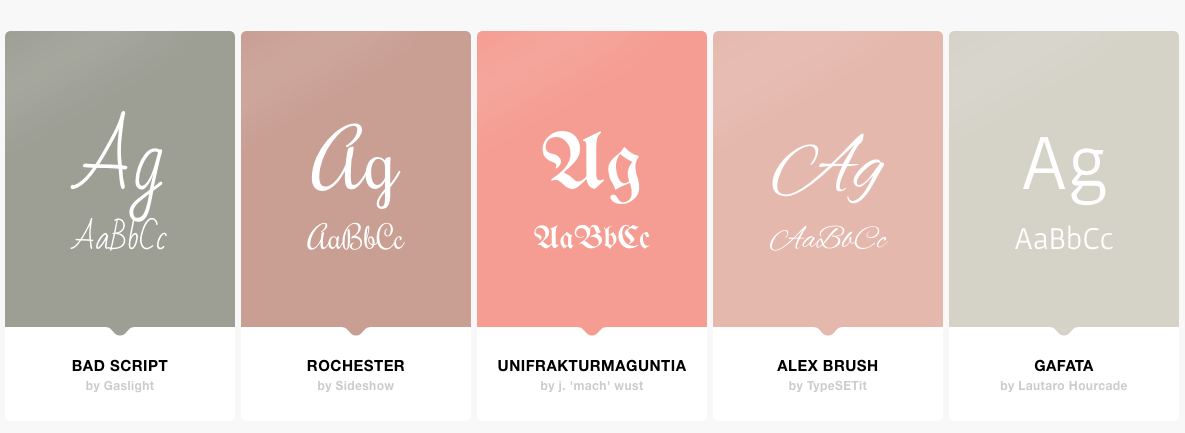 Ag
AaBbCc
BAD SCRIPT
by Gaslight
Ag
AaBbCc
ROCHESTER
by Sideshow
Ag
AaBbCc
UNIFRAKTURMAGUNTIA
by j. 'mach' wust
Ag
AaBbCc
ALEX BRUSH
by TypeSETit
Ag
AaBbCc
GAFATA
by Lautaro Hourcade